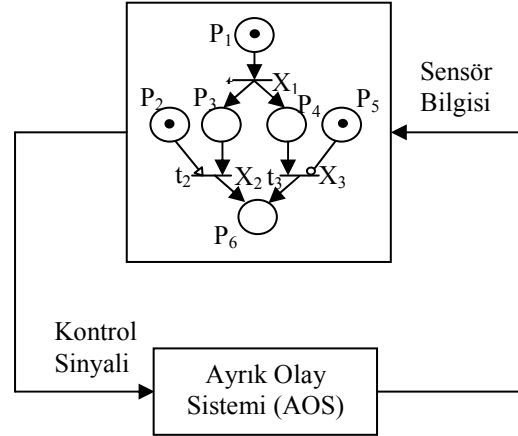 P1
t X1
P2 P3 P4 P5
t2 X2 t3 X3
P6
Sensör
Bilgisi
Kontrol
Sinyali
Ayrık Olay
Sistemi (AOS)